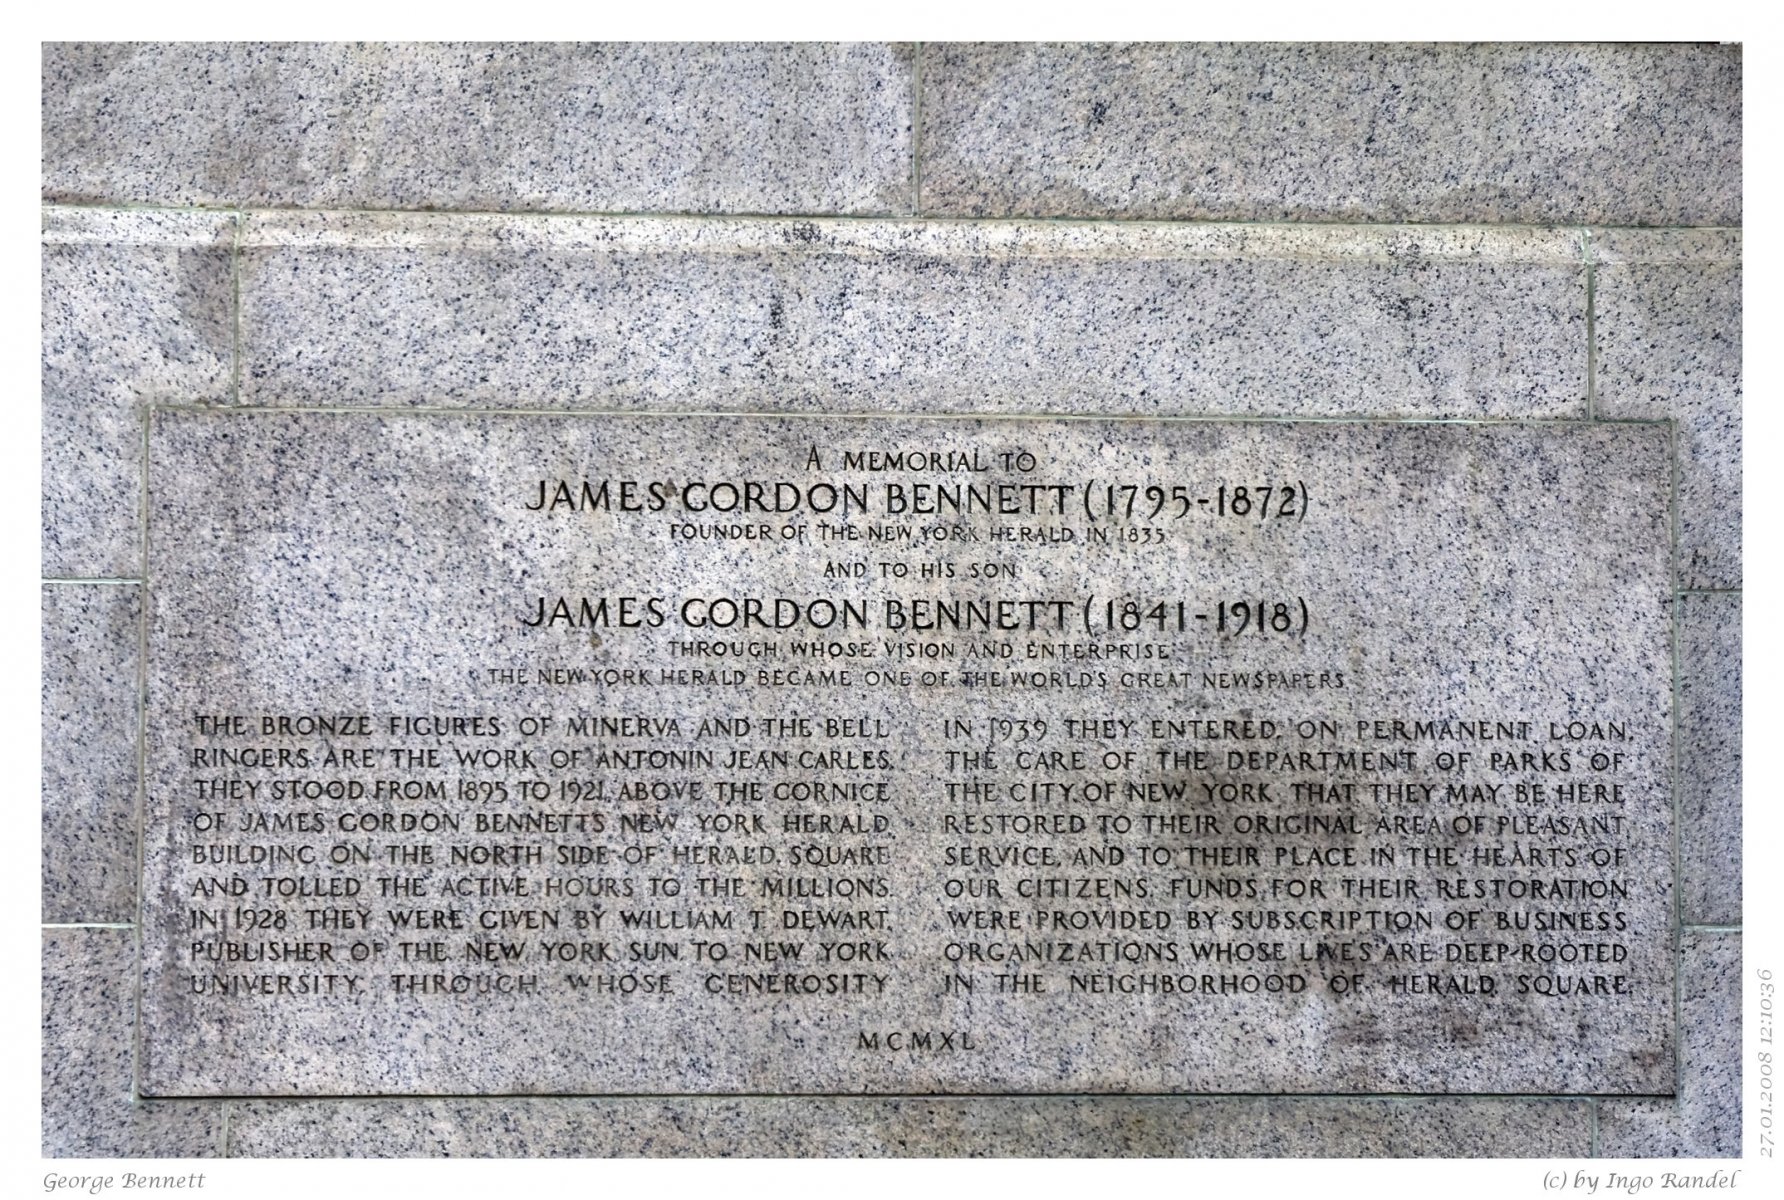 A MEMORIAL TO
JAMES GORDON BENNETT (1795-1872)
FOUNDER OF THE NEW YORK HERALD IN 1835
AND TO HIS SON
JAMES GORDON BENNETT (1841-1918)
THROUGH WHOSE VISION AND ENTERPRISE
THE NEW YORK HERALD BECAME ONE OF THE WORLD'S GREAT NEWSPAPERS
THE BRONZE FIGURES OF MINERVA AND THE BELL
RINGERS ARE THE WORK OF ANTONIN JEAN CARLES.
THEY STOOD FROM 1895 TO 1921 ABOVE THE CORNICE
OF JAMES GORDON BENNETT'S NEW YORK HERALD
BUILDING ON THE NORTH SIDE OF HERALD SQUARE
AND TOLLED THE ACTIVE HOURS TO THE MILLIONS.
IN 1928 THEY WERE GIVEN BY WILLIAM T. DEWART,
PUBLISHER OF THE NEW YORK SUN TO NEW YORK
UNIVERSITY, THROUGH WHOSE GENEROSITY
IN 1939 THEY ENTERED, ON PERMANENT LOAN,
THE CARE OF THE DEPARTMENT OF PARKS OF
THE CITY OF NEW YORK THAT THEY MAY BE HERE
RESTORED TO THEIR ORIGINAL AREA OF PLEASANT
SERVICE, AND TO THEIR PLACE IN THE HEARTS OF
OUR CITIZENS. FUNDS FOR THEIR RESTORATION
WERE PROVIDED BY SUBSCRIPTION OF BUSINESS
ORGANIZATIONS WHOSE LIVES ARE DEEP-ROOTED
IN THE NEIGHBORHOOD OF HERALD SQUARE.
MCMXL
George Bennett
(c) by Ingo Randel
27.01.2008 12:10:36